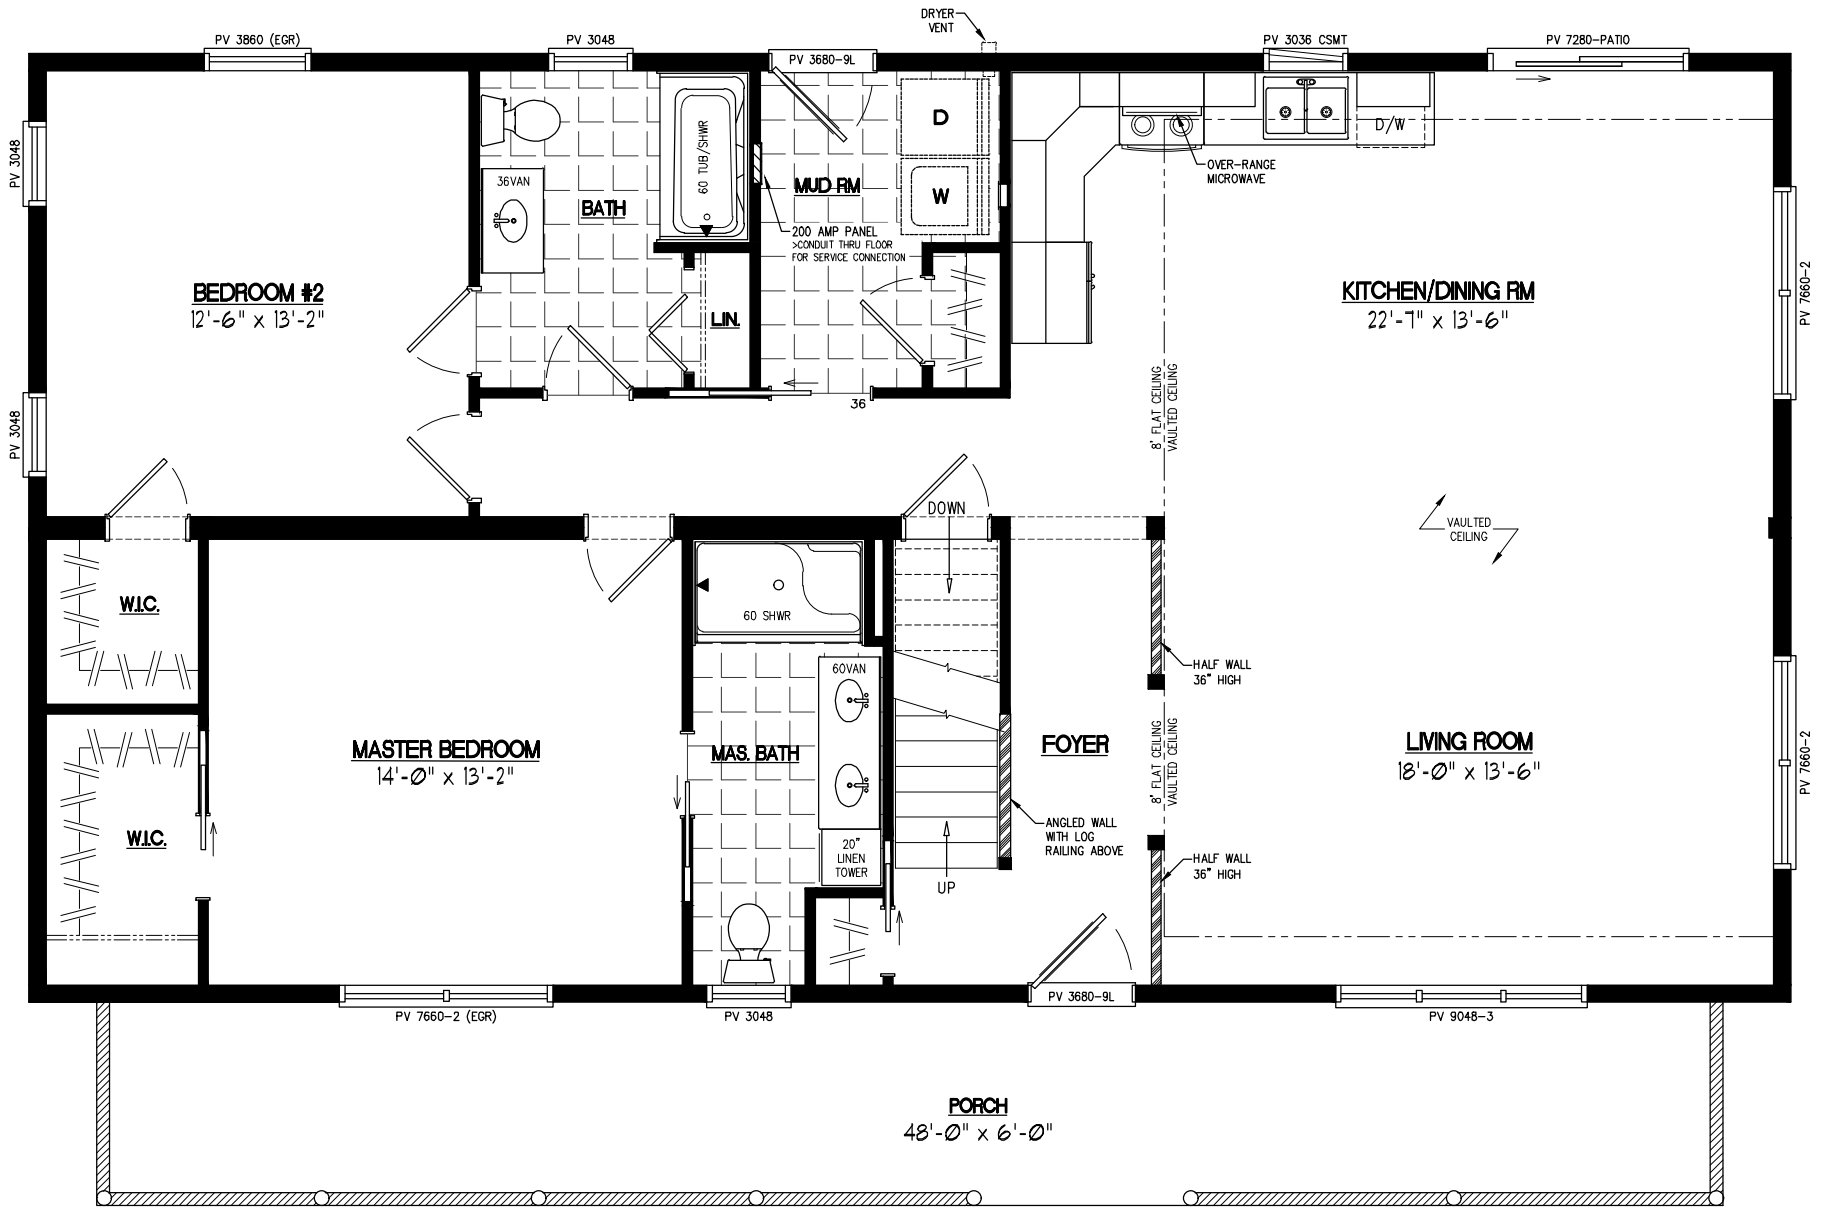 DRYER
VENT
PV 3860 (EGR)
PV 3048
PV 3680-9L
PV 3036 CSMT
PV 7280-PATIO
PV 3048
60 TUB/SHWR
D
D/W
OVER-RANGE
MICROWAVE
36VAN
BATH
MUD RM
W
200 AMP PANEL
>CONDUIT THRU FLOOR
FOR SERVICE CONNECTION
BEDROOM #2
12'-6" x 13'-2"
LIN.
KITCHEN/DINING RM
22'-7" x 13'-6"
PV 7660-2
PV 3048
36
8' FLAT CEILING
VAULTED CEILING
DOWN
VAULTED
CEILING
W.I.C.
60 SHWR
HALF WALL
36" HIGH
60VAN
MASTER BEDROOM
14'-0" x 13'-2"
MAS. BATH
FOYER
8' FLAT CEILING
VAULTED CEILING
LIVING ROOM
18'-0" x 13'-6"
PV 7660-2
W.I.C.
ANGLED WALL
WITH LOG
RAILING ABOVE
20"
LINEN
TOWER
UP
HALF WALL
36" HIGH
PV 3680-9L
PV 7660-2 (EGR)
PV 3048
PV 9048-3
PORCH
48'-0" x 6'-0"